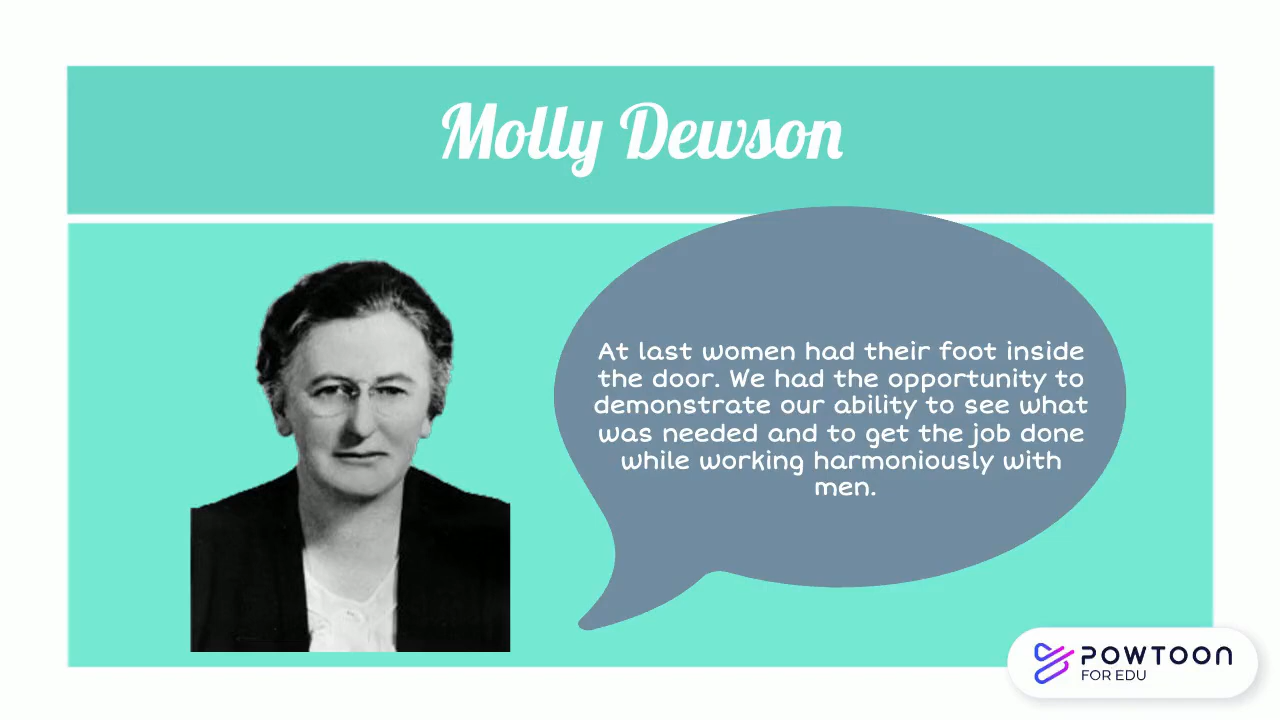 Molly Dewson
At last women had their foot inside
the door. We had the opportunity to
demonstrate our ability to see what
was needed and to get the job done
while working harmoniously with
men.
POWTOON
FOR EDU